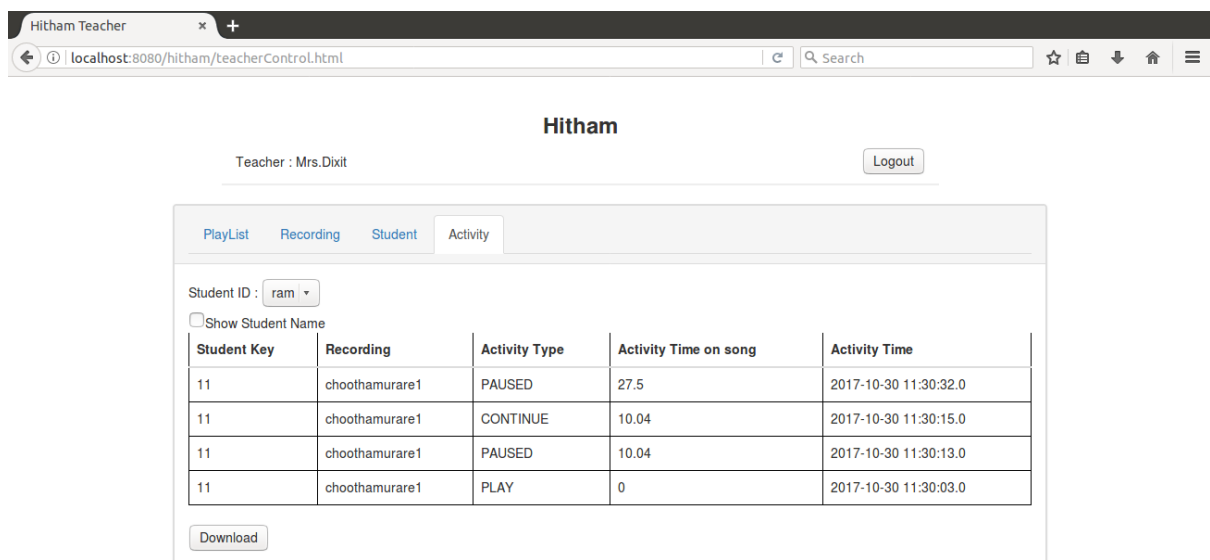 Hitham Teacher
localhost:8080/hitham/teacherControl.html
Search
Hitham
Teacher : Mrs.Dixit
Logout
PlayList Recording Student Activity
Student ID : ram
Show Student Name
Student Key Recording Activity Type Activity Time on song Activity Time
11 choothamurare1 PAUSED 27.5 2017-10-30 11:30:32.0
11 choothamurare1 CONTINUE 10.04 2017-10-30 11:30:15.0
11 choothamurare1 PAUSED 10.04 2017-10-30 11:30:13.0
11 choothamurare1 PLAY 0 2017-10-30 11:30:03.0
Download